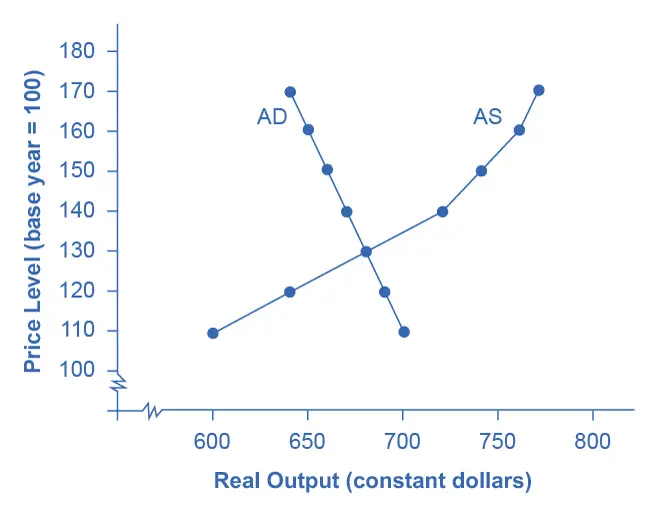 Price Level (base year = 100)
180
170
160
150
140
130
120
110
100
AD
AS
600 650 700 750 800
Real Output (constant dollars)